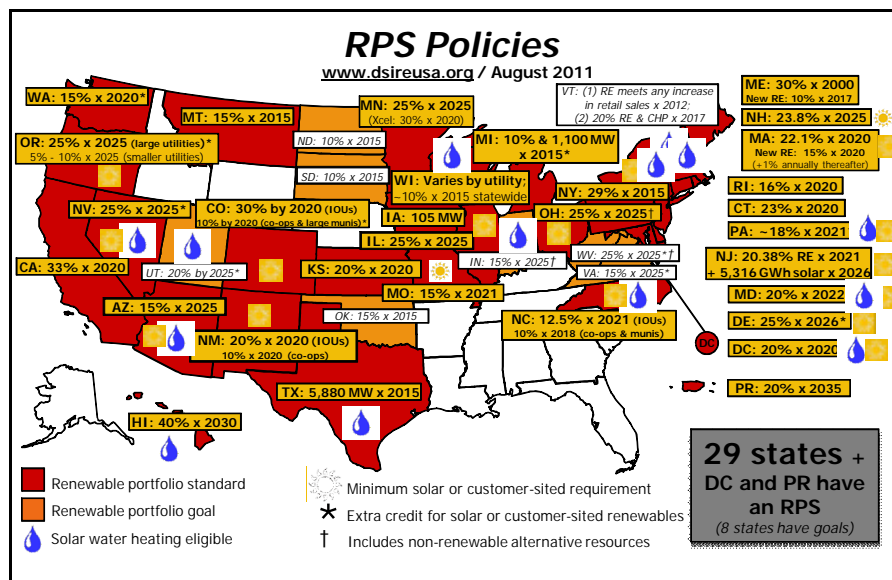 RPS Policies
www.dsireusa.org / August 2011
WA: 15% x 2020*
MT: 15% x 2015
MN: 25% x 2025
(Xcel: 30% x 2020)
VT: (1) RE meets any increase
in retail sales x 2012;
(2) 20% RE & CHP x 2017
ME: 30% x 2000
New RE: 10% x 2017
NH: 23.8% x 2025
OR: 25% x 2025 (large utilities)*
5% - 10% x 2025 (smaller utilities)
ND: 10% x 2015
MI: 10% & 1,100 MW
x 2015*
MA: 22.1% x 2020
New RE: 15% x 2020
(+1% annually thereafter)
SD: 10% x 2015
WI: Varies by utility;
~10% x 2015 statewide
NY: 29% x 2015
RI: 16% x 2020
NV: 25% x 2025*
CO: 30% by 2020 (IOUs)
10% by 2020 (co-ops & large munis)*
IA: 105 MW
OH: 25% x 2025†
CT: 23% x 2020
IL: 25% x 2025
PA: ~18% x 2021†
CA: 33% x 2020
UT: 20% by 2025*
KS: 20% x 2020
IN: 15% x 2025†
WV: 25% x 2025*†
VA: 15% x 2025*
NJ: 20.38% RE x 2021
+ 5,316 GWh solar x 2026
MO: 15% x 2021
MD: 20% x 2022
AZ: 15% x 2025
OK: 15% x 2015
NC: 12.5% x 2021 (IOUs)
10% x 2018 (co-ops & munis)
DE: 25% x 2026*
NM: 20% x 2020 (IOUs)
10% x 2020 (co-ops)
DC
DC: 20% x 2020
TX: 5,880 MW x 2015
PR: 20% x 2035
HI: 40% x 2030
29 states +
DC and PR have
an RPS
(8 states have goals)
Renewable portfolio standard
Renewable portfolio goal
Solar water heating eligible
Minimum solar or customer-sited requirement
* Extra credit for solar or customer-sited renewables
† Includes non-renewable alternative resources